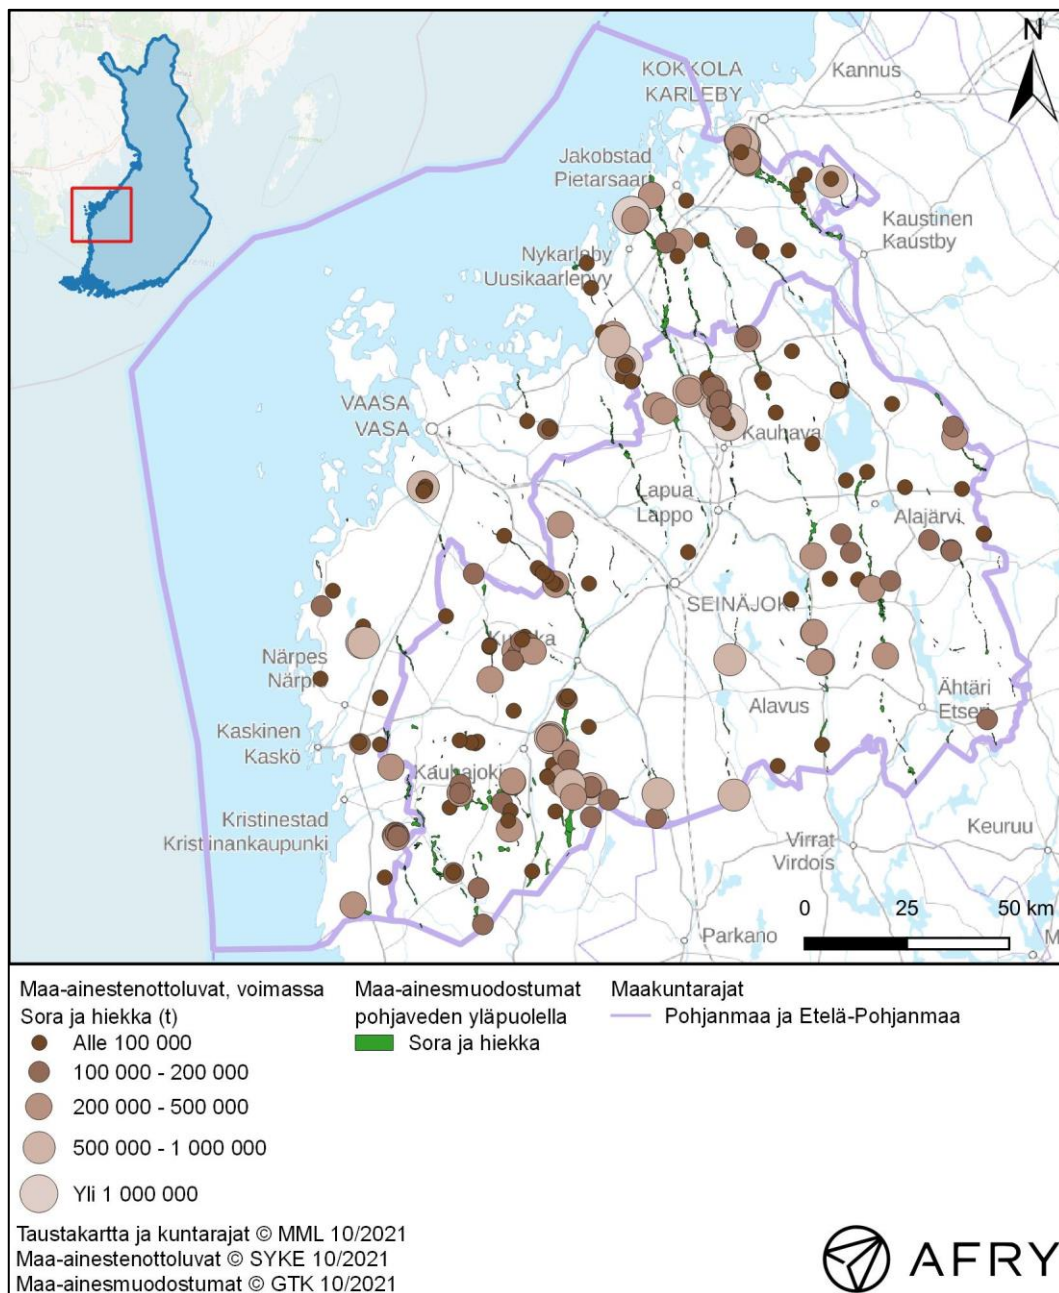 N
KOKKOLA
KARLEBY
Kannus
Jakobstad
Pietarsaari
Kaustinen
Kaustby
Nykarleby
Uusikaarlepyy
VAASA
VASA
Kauhava
Lapua
Lappo
Alajärvi
SEINÄJOKI
Närpes
Närpiö
Alavus
Ähtäri
Etseri
Kaskinen
Kaskö
Kauhajoki
Kristinestad
Kristiinankaupunki
Virrat
Virdois
Keuruu
Parkano
0 25 50 km
Maa-ainestenottoluvat, voimassa
Sora ja hiekka (t)
Alle 100 000
100 000 - 200 000
200 000 - 500 000
500 000 - 1 000 000
Yli 1 000 000
Maa-ainesmuodostumat
pohjaveden yläpuolella
Sora ja hiekka
Maakuntarajat
Pohjanmaa ja Etelä-Pohjanmaa
Taustakartta ja kuntarajat © MML 10/2021
Maa-ainestenottoluvat © SYKE 10/2021
Maa-ainesmuodostumat © GTK 10/2021
AFRY